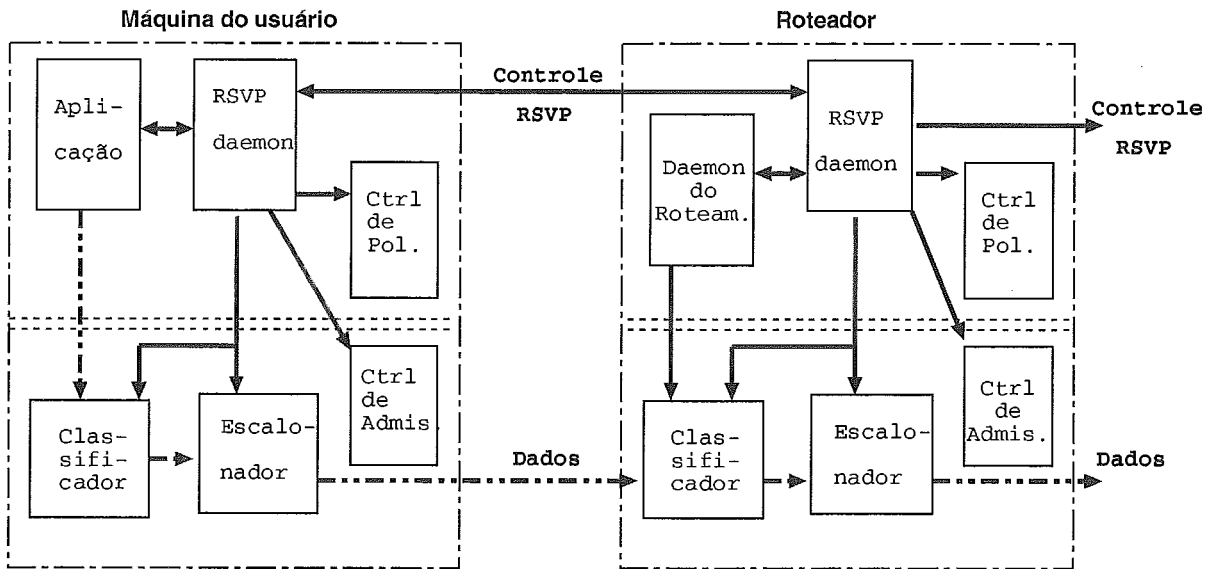 Máquina do usuário
Roteador
Apli-
cação
RSVP
daemon
Controle
RSVP
RSVP
daemon
Controle
RSVP
Ctrl
de
Pol.
Daemon
do
Roteam.
Ctrl
de
Pol.
Clas-
sifi-
cador
Escalo-
nador
Ctrl
de
Admis.
Dados
Clas-
sifi-
cador
Escalo-
nador
Ctrl
de
Admis.
Dados